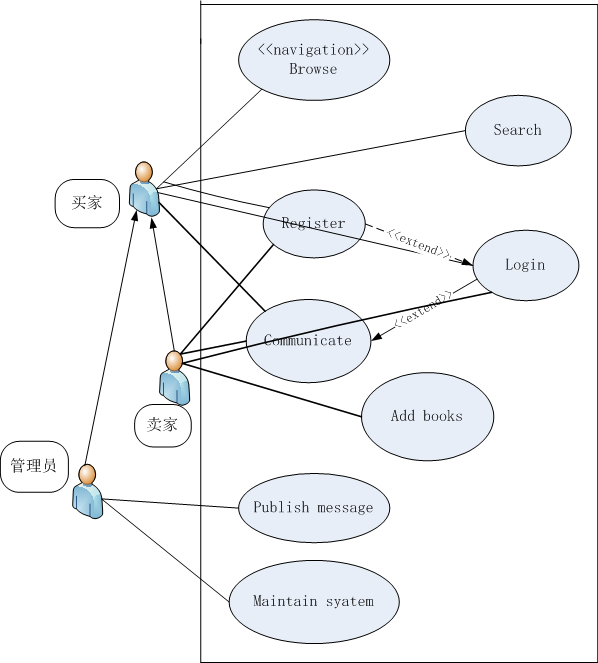 <<navigation>>
Browse
Search
买家
Register
<<extend>>
Login
<<extend>>
Communicate
Add books
卖家
管理员
Publish message
Maintain syatem